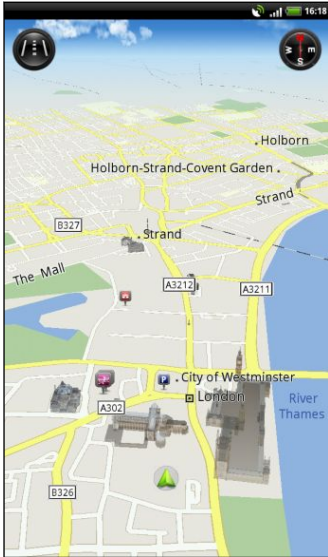 16:18
W
E
S
Holborn
Holborn-Strand-Covent Garden
Strand
B327
Strand
The Mall
A3212
A3211
P
City of Westminster
London
A302
River
Thames
B326